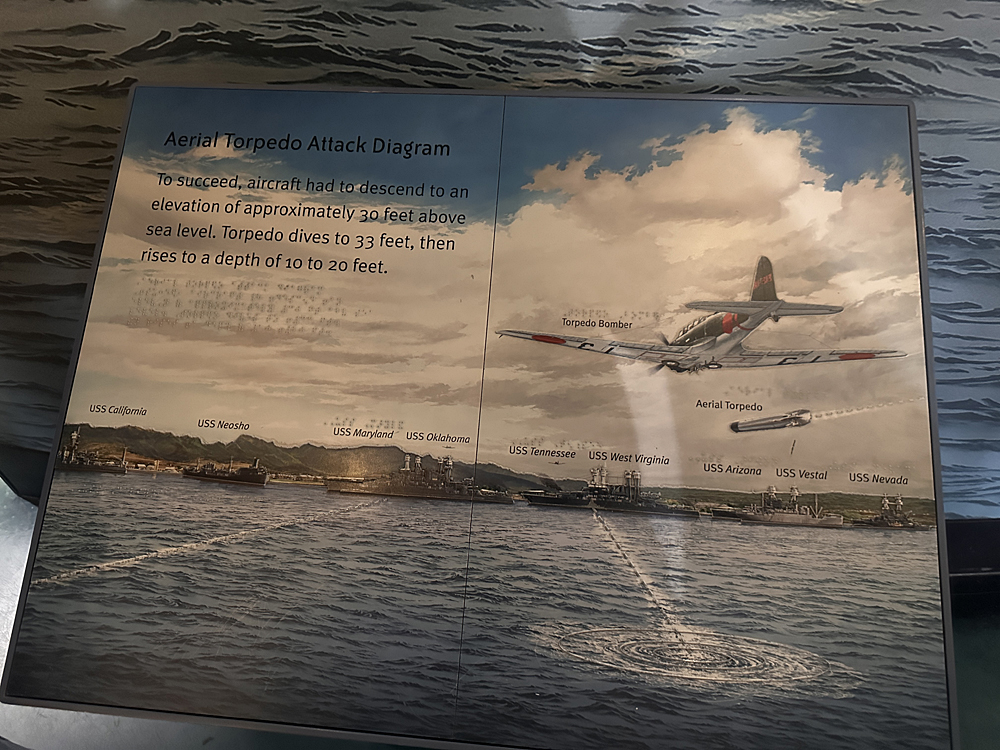 Aerial Torpedo Attack Diagram
To succeed, aircraft had to descend to an
elevation of approximately 30 feet above
sea level. Torpedo dives to 33 feet, then
rises to a depth of 10 to 20 feet.
Torpedo Bomber
Aerial Torpedo
USS California
USS Neosho
USS Maryland
USS Oklahoma
USS Tennessee
USS West Virginia
USS Arizona
USS Vestal
USS Nevada